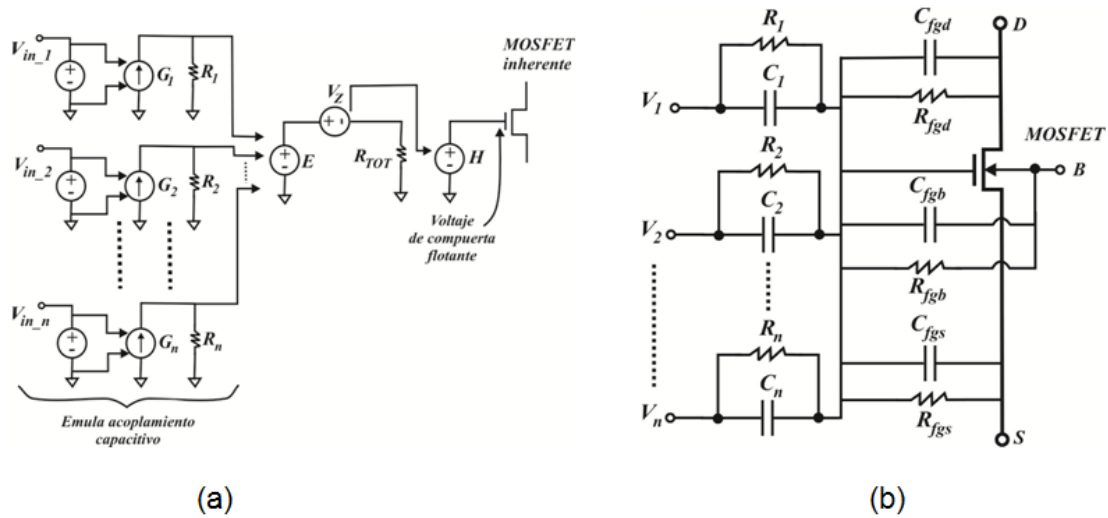 V_in_1
G_1
R_1
V_in_2
G_2
R_2
V_in_n
G_n
R_n
Emula acoplamiento
capacitivo
E
V_Z
R_TOT
H
MOSFET
inherente
Voltaje
de compuerta
flotante
(a)
R_1
C_1
V_1
R_2
C_2
V_2
R_n
C_n
V_n
C_fgd
D
R_fgd
MOSFET
B
C_fgb
R_fgb
C_fgs
R_fgs
S
(b)